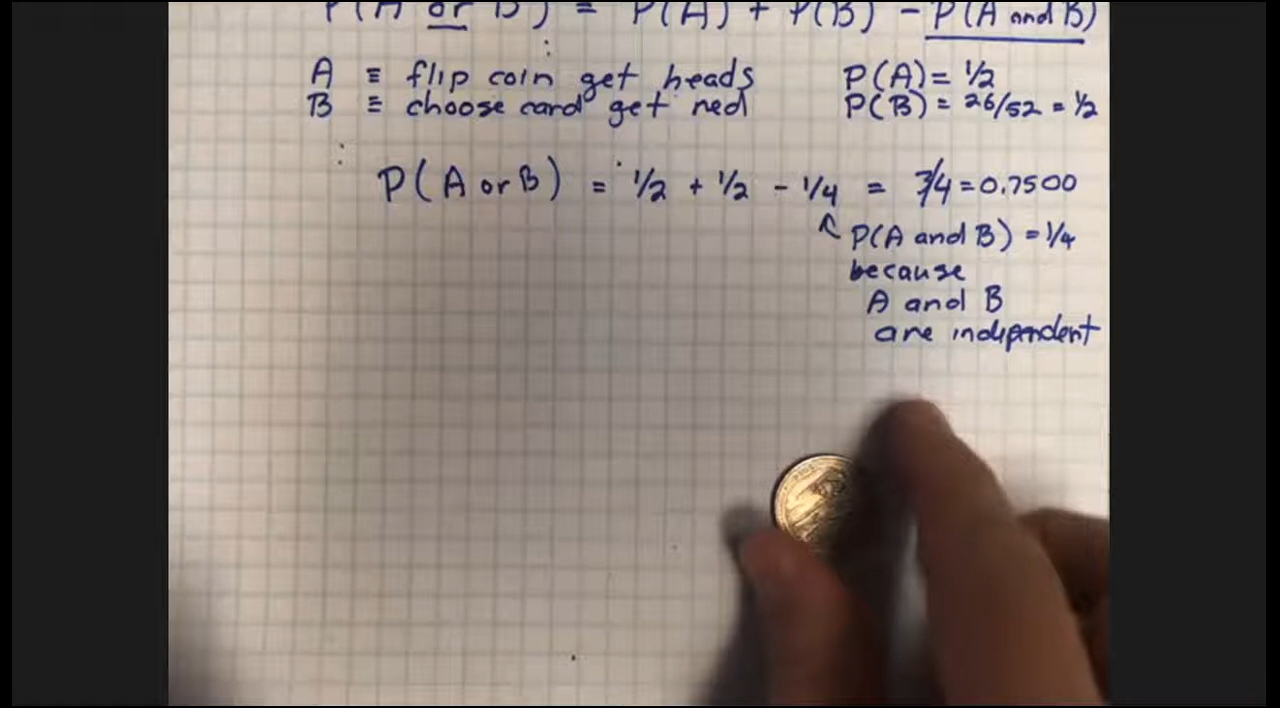 P(A or B) = P(A) + P(B) - P(A and B)
A ≡ flip coin get heads P(A) = 1/2
B ≡ choose card get red P(B) = 26/52 = 1/2
P(A or B) = 1/2 + 1/2 - 1/4 = 3/4 = 0.7500
P(A and B) = 1/4
because
A and B
are independent